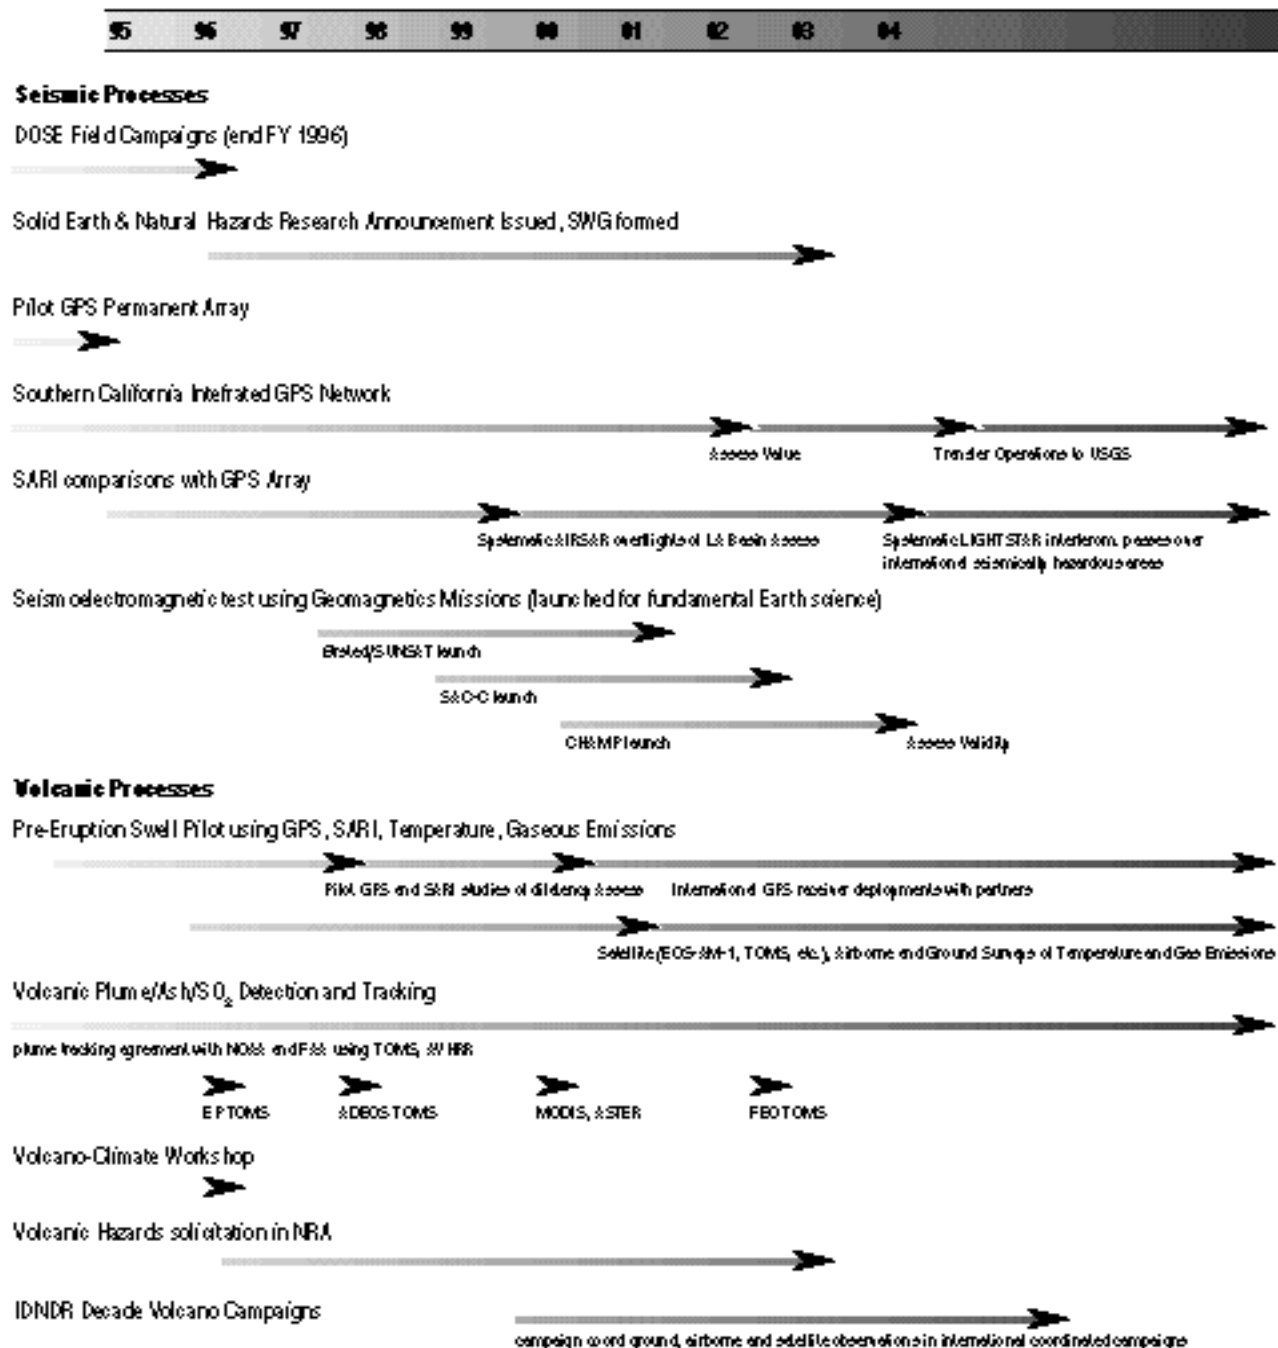 95 96 97 98 99 00 01 02 03 04
Seismic Processes
DOSE Field Campaigns (end FY 1996)
Solid Earth & Natural Hazards Research Announcement Issued, SWG formed
Pilot GPS Permanent Array
Southern California Intefrated GPS Network
Assess Value Transfer Operations to USGS
SARI comparisons with GPS Array
Systematic AIRSAR overflights of LA Basin Assess Systematic LIGHTSAR interferom. passes over
international seismically hazardous areas
Seismoelectromagnetic test using Geomagnetics Missions (launched for fundamental Earth science)
Ørsted/SUNSAT launch
SAC-C launch
CHAMP launch Assess Validity
Volcanic Processes
Pre-Eruption Swell Pilot using GPS, SARI, Temperature, Gaseous Emissions
Pilot GPS and SARI studies of dilatancy Assess International GPS receiver deployments with partners
Satellite (EOS-AM-1, TOMS, etc.), Airborne and Ground Surveys of Temperature and Gas Emissions
Volcanic Plume/Ash/SO₂ Detection and Tracking
plume tracking agreement with NOAA and FAA using TOMS, AVHRR
EPTOMS ADEOS TOMS MODIS, ASTER FEO TOMS
Volcano-Climate Workshop
Volcanic Hazards solicitation in NRA
IDNDR Decade Volcano Campaigns
campaign coord ground, airborne and satellite observations in international coordinated campaigns